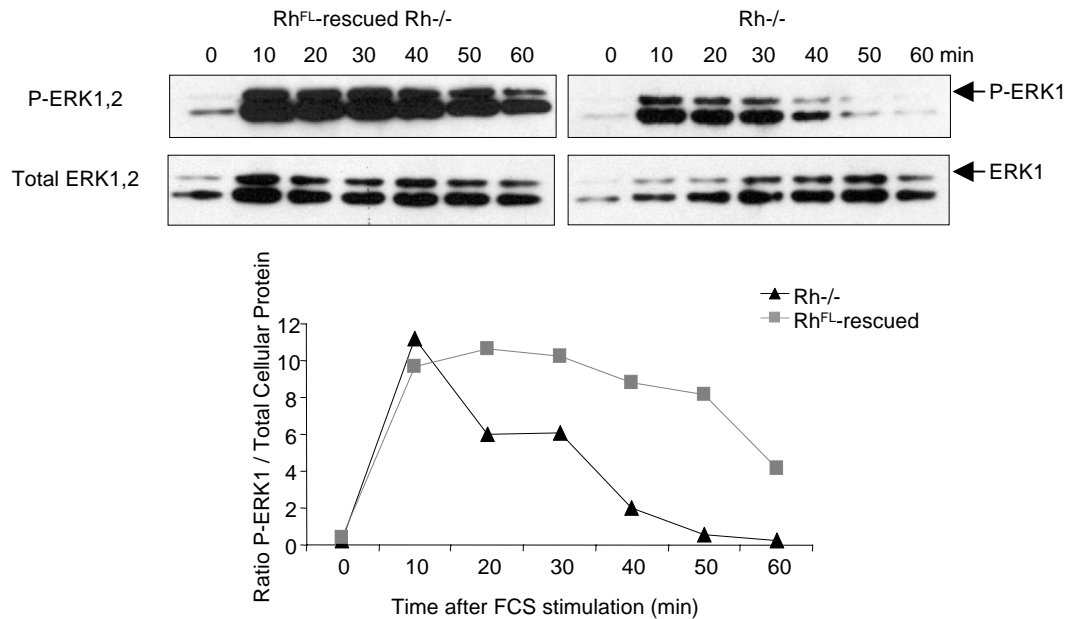 Rhᶠᴸ-rescued Rh-/- Rh-/-
0 10 20 30 40 50 60 0 10 20 30 40 50 60 min
P-ERK1,2 P-ERK1
Total ERK1,2 ERK1
Ratio P-ERK1 / Total Cellular Protein
Rh-/-
Rhᶠᴸ-rescued
12
10
8
6
4
2
0
0 10 20 30 40 50 60
Time after FCS stimulation (min)